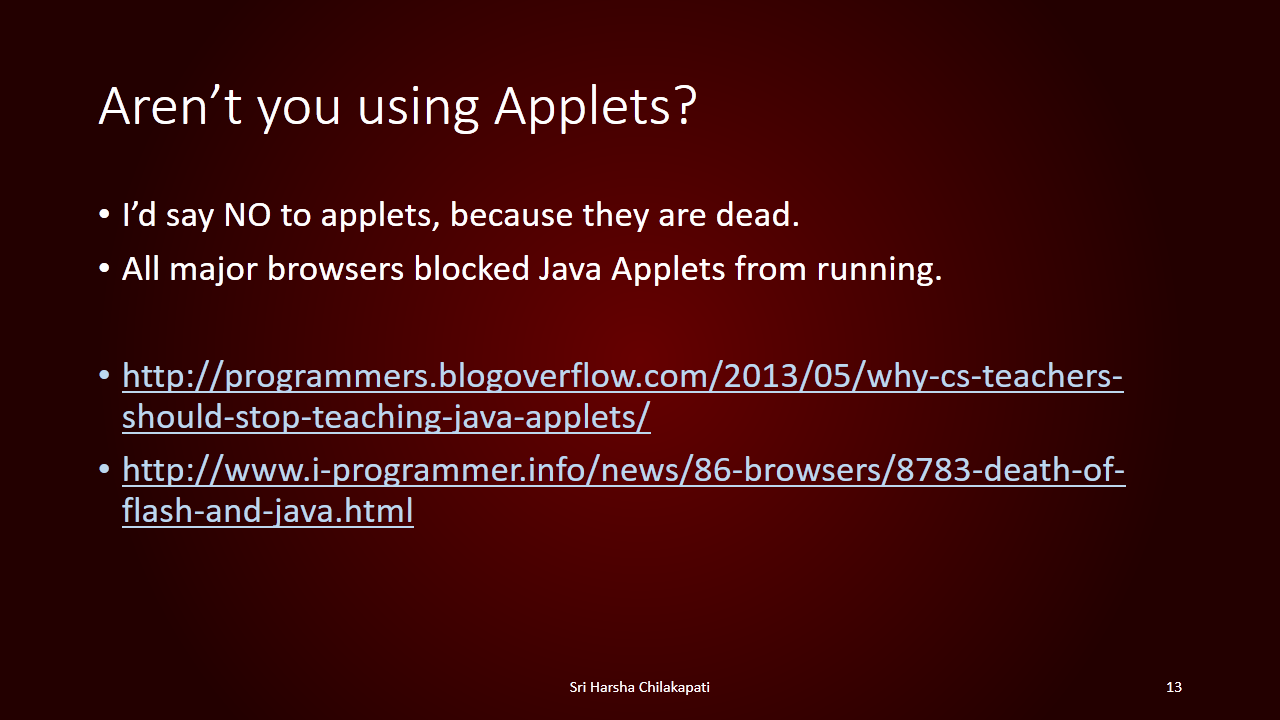 Aren’t you using Applets?
• I’d say NO to applets, because they are dead.
• All major browsers blocked Java Applets from running.
• http://programmers.blogoverflow.com/2013/05/why-cs-teachers-
should-stop-teaching-java-applets/
• http://www.i-programmer.info/news/86-browsers/8783-death-of-
flash-and-java.html
Sri Harsha Chilakapati
13